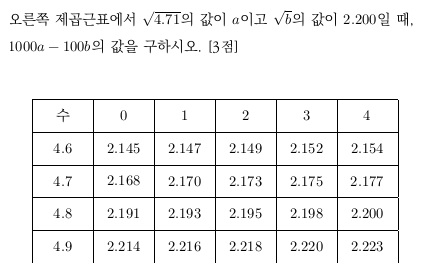 오른쪽 제곱근표에서 √4.71의 값이 a이고 √b의 값이 2.200일 때,
1000a − 100b의 값을 구하시오. [3점]
수 0 1 2 3 4
4.6 2.145 2.147 2.149 2.152 2.154
4.7 2.168 2.170 2.173 2.175 2.177
4.8 2.191 2.193 2.195 2.198 2.200
4.9 2.214 2.216 2.218 2.220 2.223